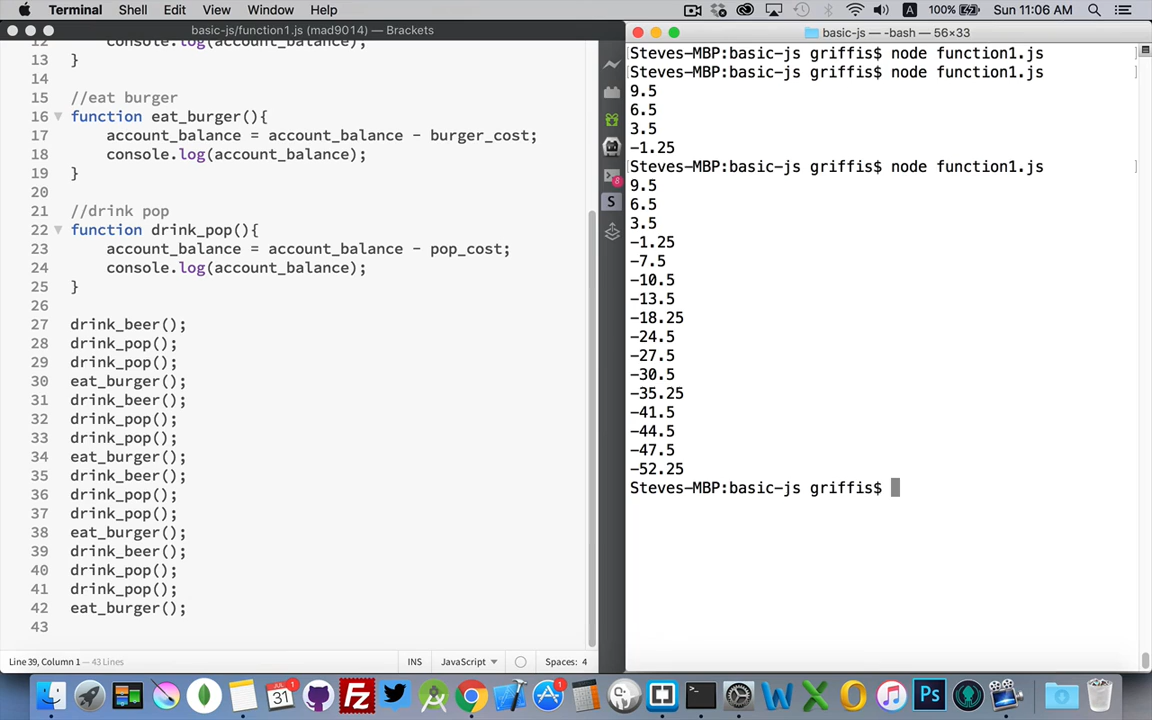 Terminal Shell Edit View Window Help 100% Sun 11:06 AM
basic-js/function1.js (mad9014) — Brackets
12 console.log(account_balance);
13 }
14
15 //eat burger
16 function eat_burger(){
17 account_balance = account_balance - burger_cost;
18 console.log(account_balance);
19 }
20
21 //drink pop
22 function drink_pop(){
23 account_balance = account_balance - pop_cost;
24 console.log(account_balance);
25 }
26
27 drink_beer();
28 drink_pop();
29 drink_pop();
30 eat_burger();
31 drink_beer();
32 drink_pop();
33 drink_pop();
34 eat_burger();
35 drink_beer();
36 drink_pop();
37 drink_pop();
38 eat_burger();
39 drink_beer();
40 drink_pop();
41 drink_pop();
42 eat_burger();
43
Line 39, Column 1 — 43 Lines INS JavaScript Spaces: 4
basic-js — -bash — 56×33
Steves-MBP:basic-js griffis$ node function1.js
Steves-MBP:basic-js griffis$ node function1.js
9.5
6.5
3.5
-1.25
Steves-MBP:basic-js griffis$ node function1.js
9.5
6.5
3.5
-1.25
-7.5
-10.5
-13.5
-18.25
-24.5
-27.5
-30.5
-35.25
-41.5
-44.5
-47.5
-52.25
Steves-MBP:basic-js griffis$